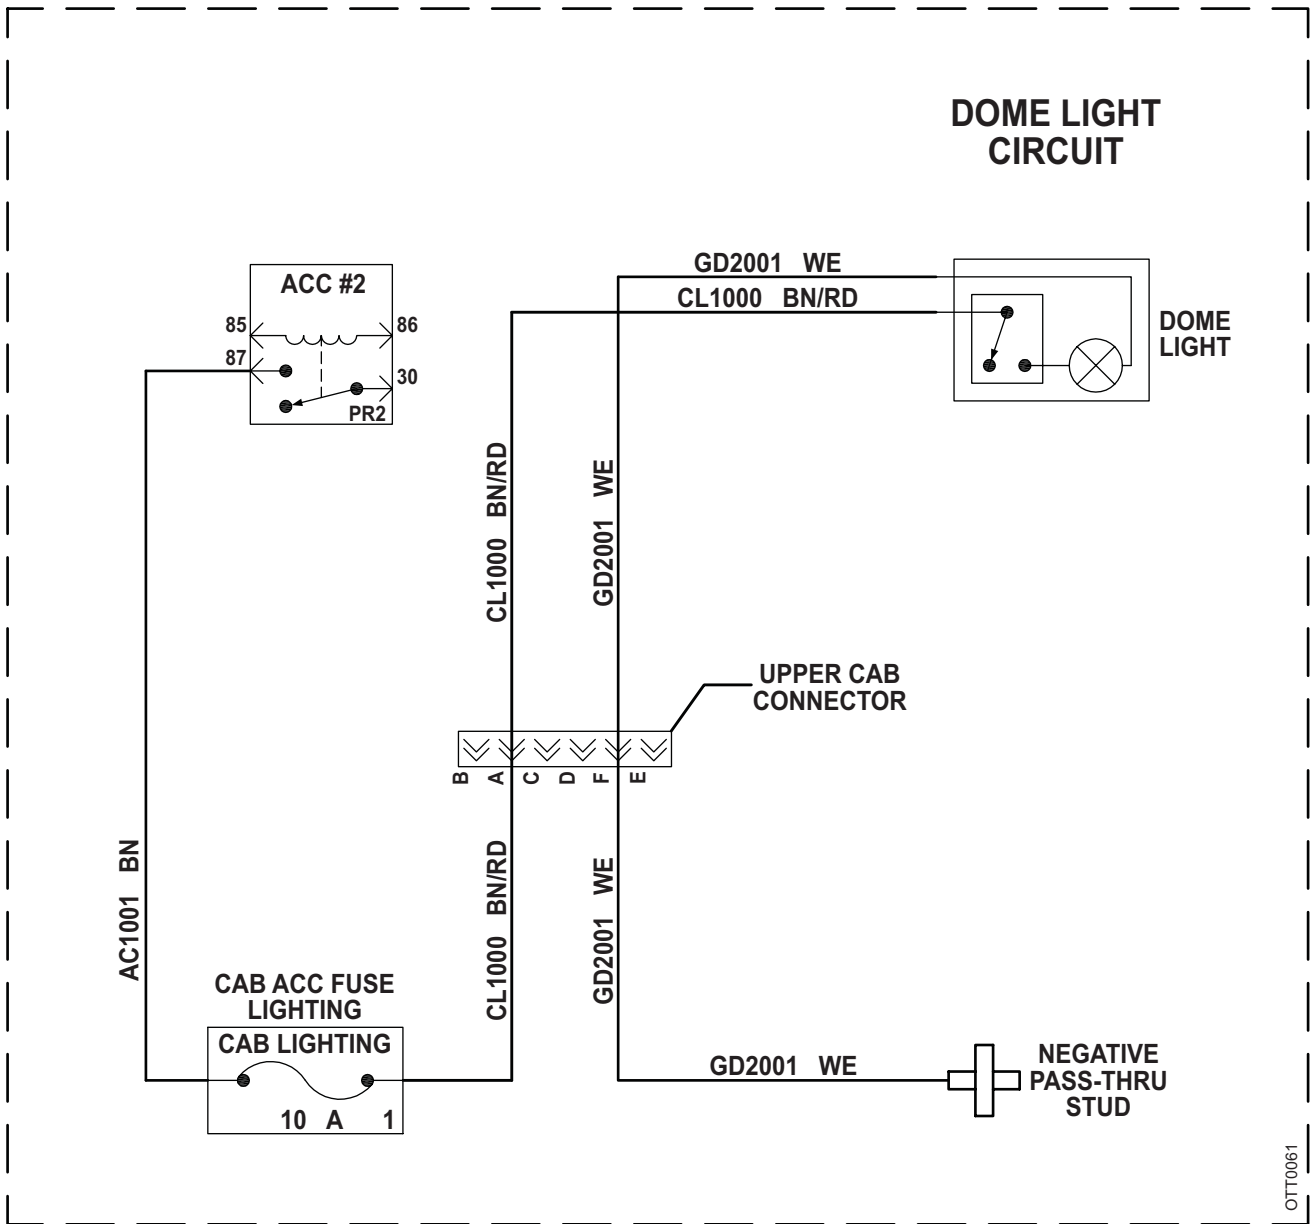 DOME LIGHT
CIRCUIT
GD2001 WE
CL1000 BN/RD
ACC #2
85
86
87
30
PR2
DOME
LIGHT
CL1000 BN/RD
GD2001 WE
UPPER CAB
CONNECTOR
B
A
C
D
F
E
AC1001 BN
CL1000 BN/RD
GD2001 WE
CAB ACC FUSE
LIGHTING
CAB LIGHTING
10 A 1
GD2001 WE
NEGATIVE
PASS-THRU
STUD
OTT0061